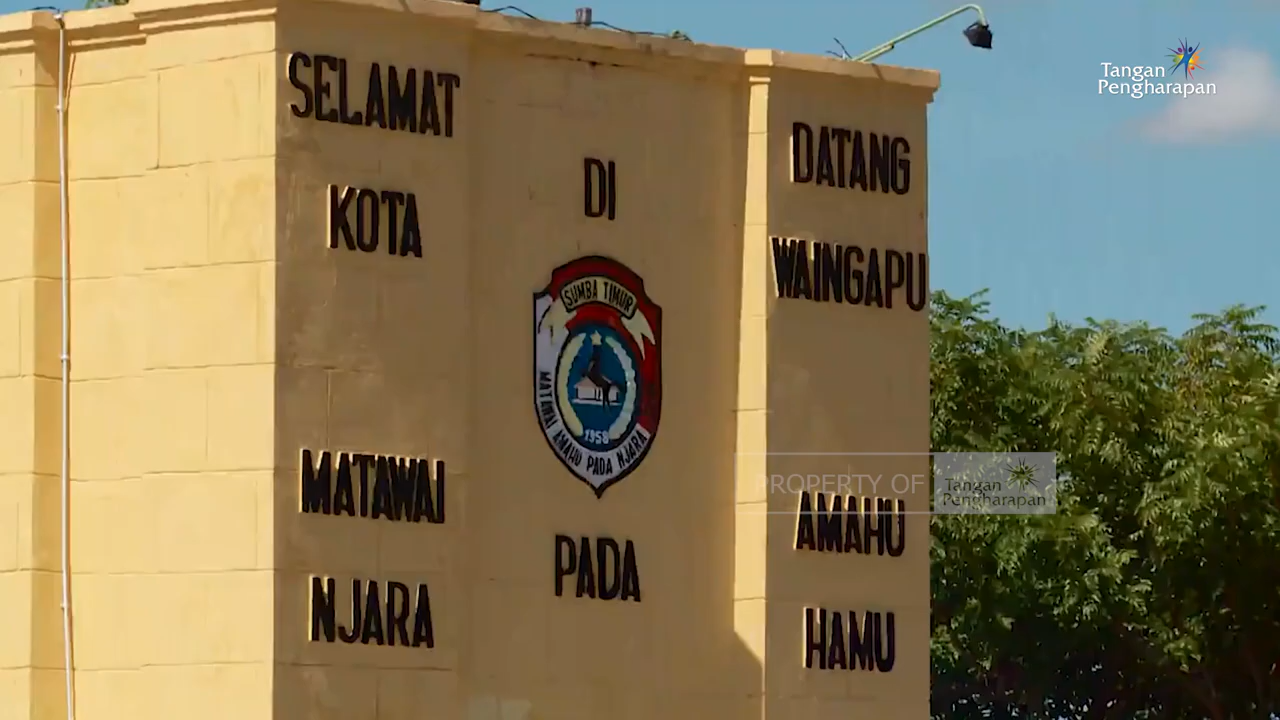 Tangan
Pengharapan
SELAMAT DATANG
DI
KOTA WAINGAPU
SUMBA TIMUR
1958
MATAWAI AMAHU PADA NJARA
MATAWAI AMAHU
PADA
NJARA HAMU
PROPERTY OF
Tangan
Pengharapan